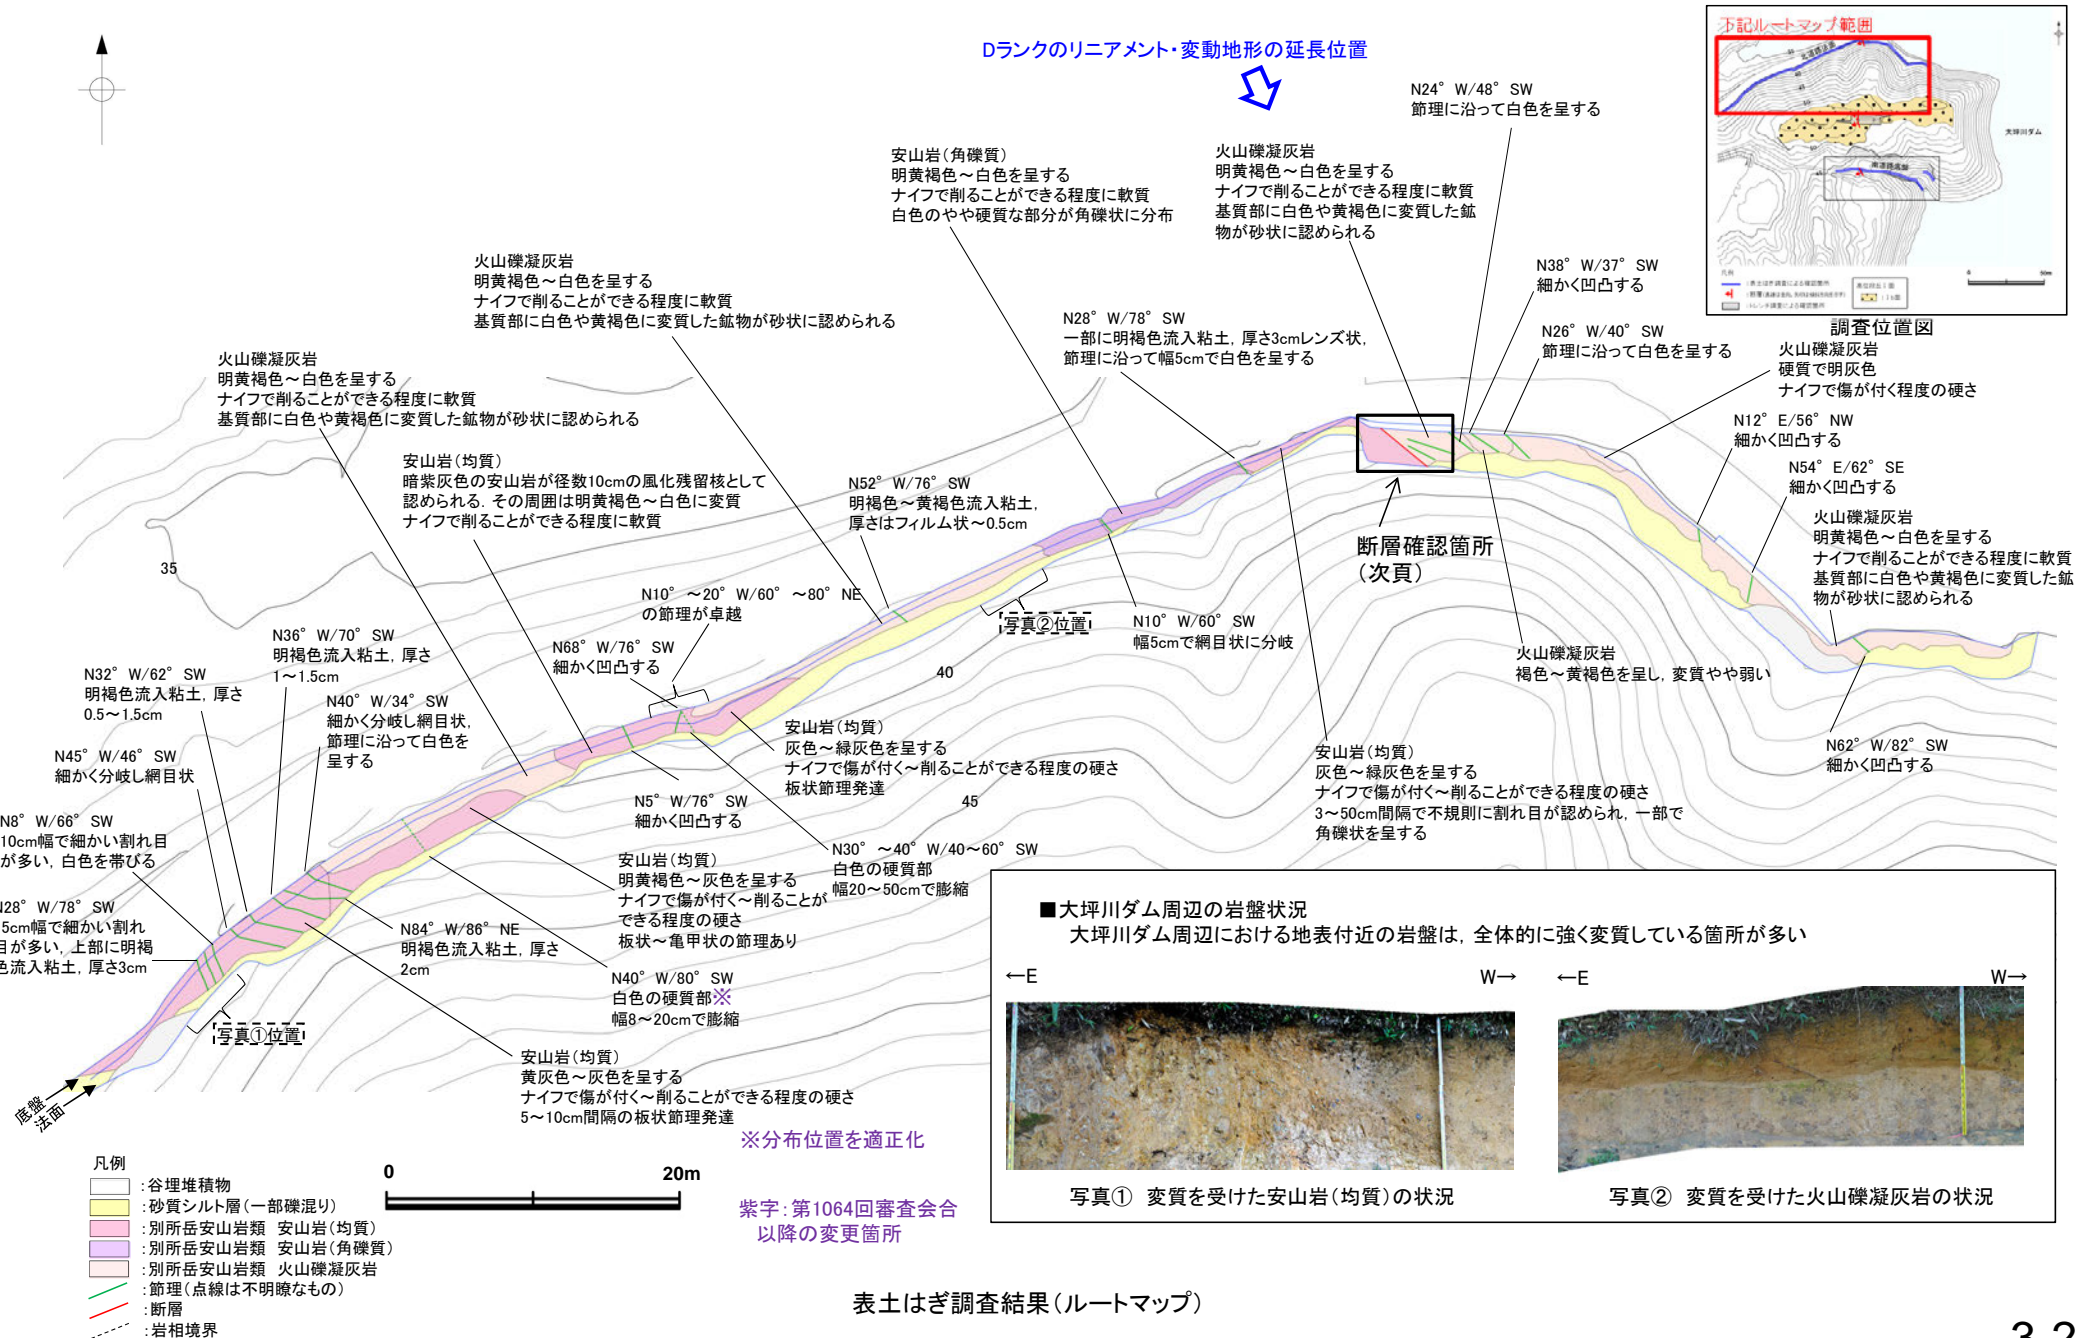 Dランクのリニアメント・変動地形の延長位置
下記ルートマップ範囲
大坪川ダム
凡例
調査位置図
N24° W/48° SW
節理に沿って白色を呈する
安山岩(角礫質)
明黄褐色～白色を呈する
ナイフで削ることができる程度に軟質
白色のやや硬質な部分が角礫状に分布
火山礫凝灰岩
明黄褐色～白色を呈する
ナイフで削ることができる程度に軟質
基質部に白色や黄褐色に変質した鉱
物が砂状に認められる
火山礫凝灰岩
明黄褐色～白色を呈する
ナイフで削ることができる程度に軟質
基質部に白色や黄褐色に変質した鉱物が砂状に認められる
N38° W/37° SW
細かく凹凸する
N28° W/78° SW
一部に明褐色流入粘土, 厚さ3cmレンズ状,
節理に沿って幅5cmで白色を呈する
N26° W/40° SW
節理に沿って白色を呈する
火山礫凝灰岩
硬質で明灰色
ナイフで傷が付く程度の硬さ
火山礫凝灰岩
明黄褐色～白色を呈する
ナイフで削ることができる程度に軟質
基質部に白色や黄褐色に変質した鉱物が砂状に認められる
N12° E/56° NW
細かく凹凸する
安山岩(均質)
暗紫灰色の安山岩が径数10cmの風化残留核として
認められる. その周囲は明黄褐色～白色に変質
ナイフで削ることができる程度に軟質
N54° E/62° SE
細かく凹凸する
N52° W/76° SW
明褐色～黄褐色流入粘土,
厚さはフィルム状～0.5cm
火山礫凝灰岩
明黄褐色～白色を呈する
ナイフで削ることができる程度に軟質
基質部に白色や黄褐色に変質した鉱
物が砂状に認められる
断層確認箇所
(次頁)
35
N10° ～20° W/60° ～80° NE
の節理が卓越
写真②位置
N10° W/60° SW
幅5cmで網目状に分岐
N36° W/70° SW
明褐色流入粘土, 厚さ
1～1.5cm
N68° W/76° SW
細かく凹凸する
40
火山礫凝灰岩
褐色～黄褐色を呈し, 変質やや弱い
N32° W/62° SW
明褐色流入粘土, 厚さ
0.5～1.5cm
N40° W/34° SW
細かく分岐し網目状,
節理に沿って白色を
呈する
安山岩(均質)
灰色～緑灰色を呈する
ナイフで傷が付く～削ることができる程度の硬さ
板状節理発達
安山岩(均質)
灰色～緑灰色を呈する
ナイフで傷が付く～削ることができる程度の硬さ
3～50cm間隔で不規則に割れ目が認められ, 一部で
角礫状を呈する
N62° W/82° SW
細かく凹凸する
N45° W/46° SW
細かく分岐し網目状
N5° W/76° SW
細かく凹凸する
45
N8° W/66° SW
10cm幅で細かい割れ目
が多い, 白色を帯びる
N30° ～40° W/40～60° SW
白色の硬質部
幅20～50cmで膨縮
安山岩(均質)
明黄褐色～灰色を呈する
ナイフで傷が付く～削ることが
できる程度の硬さ
板状～亀甲状の節理あり
N28° W/78° SW
5cm幅で細かい割れ
目が多い, 上部に明褐
色流入粘土, 厚さ3cm
N84° W/86° NE
明褐色流入粘土, 厚さ
2cm
N40° W/80° SW
白色の硬質部※
幅8～20cmで膨縮
写真①位置
安山岩(均質)
黄灰色～灰色を呈する
ナイフで傷が付く～削ることができる程度の硬さ
5～10cm間隔の板状節理発達
底盤
法面
※分布位置を適正化
紫字:第1064回審査会合
以降の変更箇所
■大坪川ダム周辺の岩盤状況
大坪川ダム周辺における地表付近の岩盤は, 全体的に強く変質している箇所が多い
←E W→
←E W→
写真① 変質を受けた安山岩(均質)の状況
写真② 変質を受けた火山礫凝灰岩の状況
凡例
:谷埋堆積物
:砂質シルト層(一部礫混り)
:別所岳安山岩類 安山岩(均質)
:別所岳安山岩類 安山岩(角礫質)
:別所岳安山岩類 火山礫凝灰岩
:節理(点線は不明瞭なもの)
:断層
:岩相境界
0 20m
表土はぎ調査結果(ルートマップ)